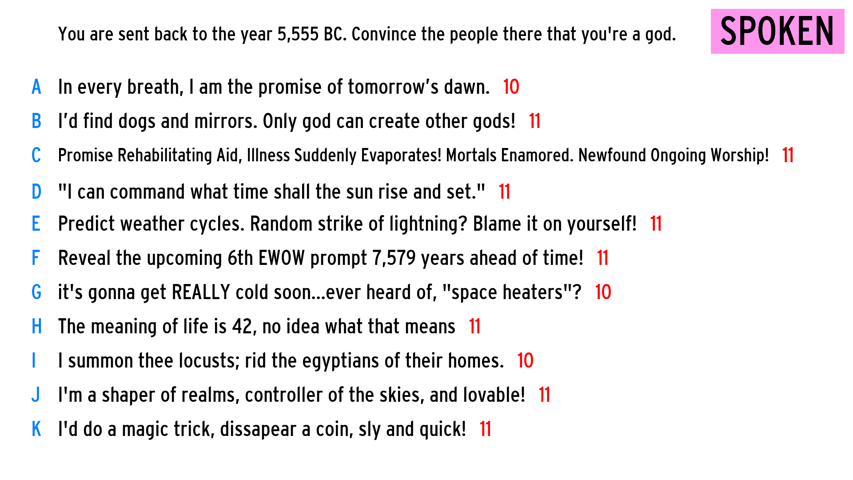 You are sent back to the year 5,555 BC. Convince the people there that you're a god.
SPOKEN
A In every breath, I am the promise of tomorrow’s dawn. 10
B I’d find dogs and mirrors. Only god can create other gods! 11
C Promise Rehabilitating Aid, Illness Suddenly Evaporates! Mortals Enamored. Newfound Ongoing Worship! 11
D "I can command what time shall the sun rise and set." 11
E Predict weather cycles. Random strike of lightning? Blame it on yourself! 11
F Reveal the upcoming 6th EWOW prompt 7,579 years ahead of time! 11
G it's gonna get REALLY cold soon...ever heard of, "space heaters"? 10
H The meaning of life is 42, no idea what that means 11
I I summon thee locusts; rid the egyptians of their homes. 10
J I'm a shaper of realms, controller of the skies, and lovable! 11
K I'd do a magic trick, dissapear a coin, sly and quick! 11